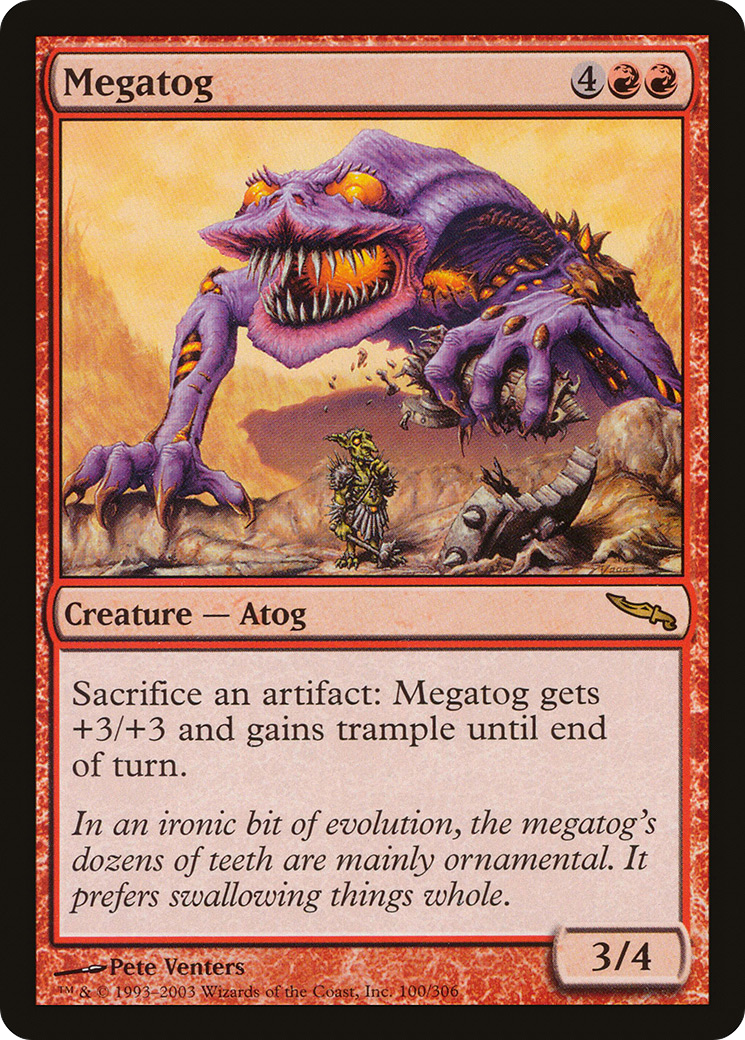 Megatog
4
Creature — Atog
Sacrifice an artifact: Megatog gets
+3/+3 and gains trample until end
of turn.
In an ironic bit of evolution, the megatog's
dozens of teeth are mainly ornamental. It
prefers swallowing things whole.
3/4
Pete Venters
™ & © 1993–2003 Wizards of the Coast, Inc. 100/306